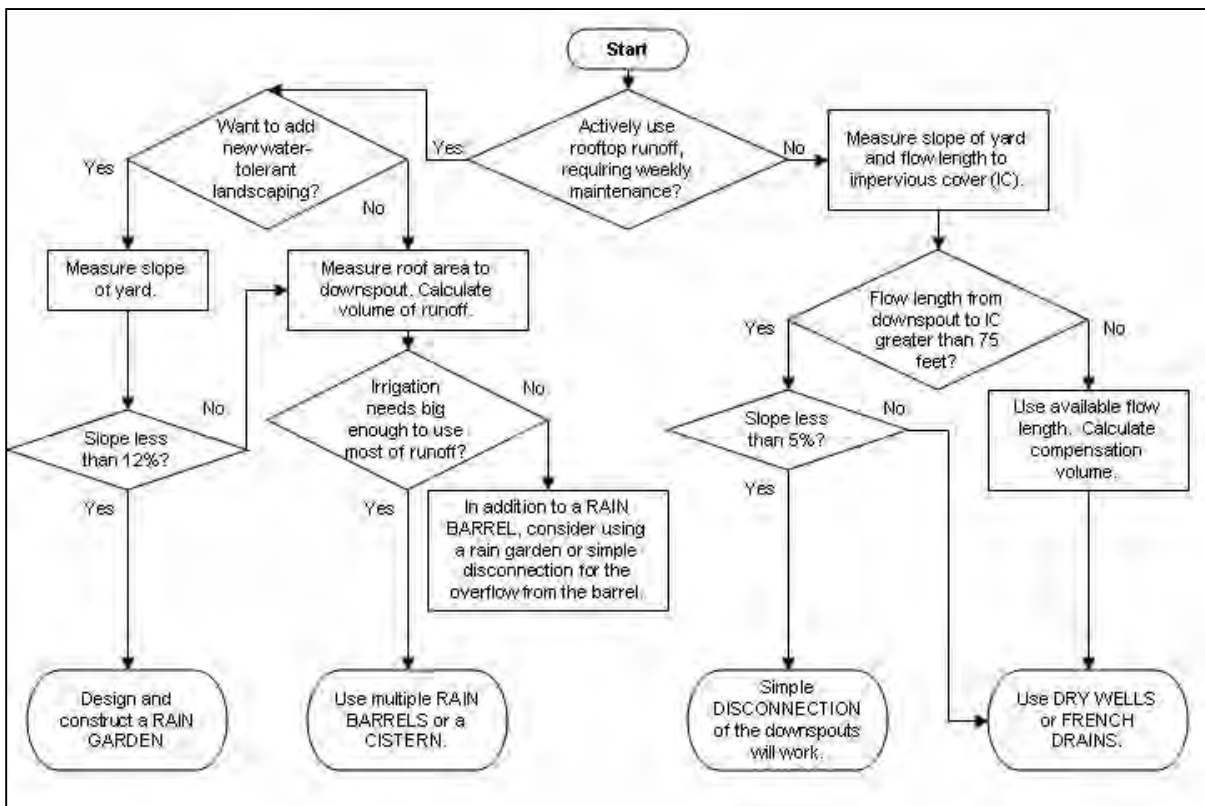 Start
Actively use
rooftop runoff,
requiring weekly
maintenance?
Yes
No
Want to add
new water-
tolerant
landscaping?
Yes
No
Measure slope of yard
and flow length to
impervious cover (IC).
Measure slope
of yard.
Measure roof area to
downspout. Calculate
volume of runoff.
Flow length from
downspout to IC
greater than 75
feet?
Yes
No
Slope less
than 12%?
No
Yes
Irrigation
needs big
enough to use
most of runoff?
No
Yes
Slope less
than 5%?
No
Yes
Use available flow
length. Calculate
compensation
volume.
In addition to a RAIN
BARREL, consider using
a rain garden or simple
disconnection for the
overflow from the barrel.
Design and
construct a RAIN
GARDEN
Use multiple RAIN
BARRELS or a
CISTERN.
Simple
DISCONNECTION
of the downspouts
will work.
Use DRY WELLS
or FRENCH
DRAINS.